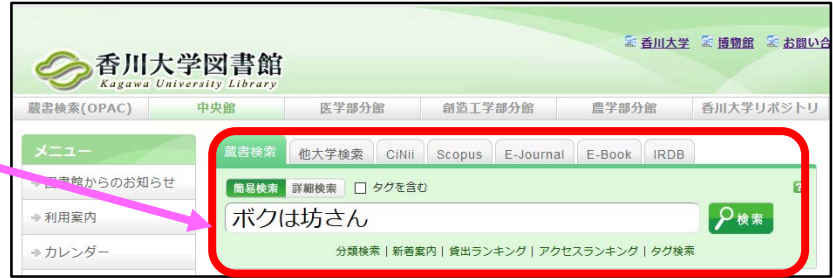 香川大学 博物館 お問い合
香川大学図書館
Kagawa University Library
蔵書検索(OPAC) 中央館 医学部分館 創造工学部分館 農学部分館 香川大学リポジトリ
メニュー
蔵書検索 他大学検索 CiNii Scopus E-Journal E-Book IRDB
図書館からのお知らせ
簡易検索 詳細検索 タグを含む ?
利用案内
ボクは坊さん 検索
カレンダー
分類検索 | 新着案内 | 貸出ランキング | アクセスランキング | タグ検索